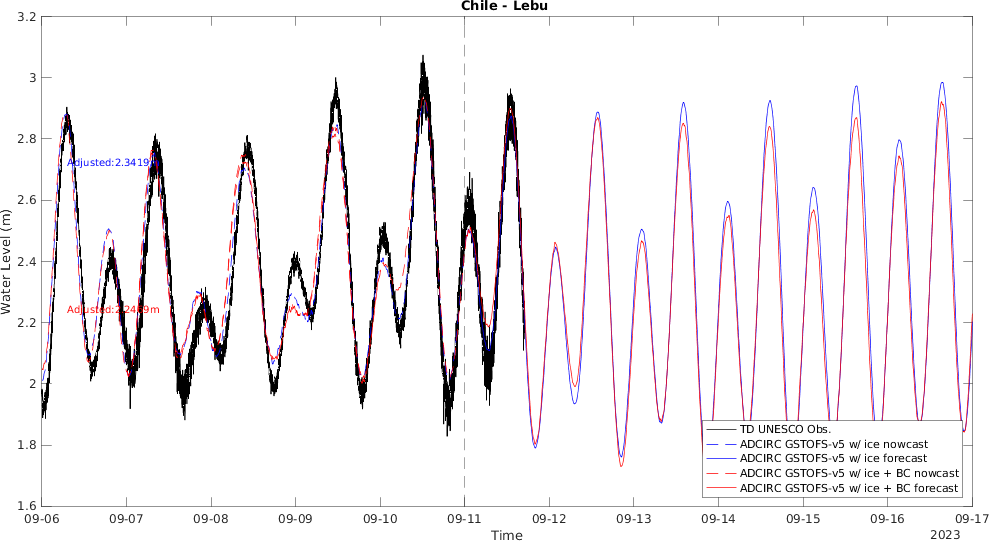 Chile - Lebu
3.2
3
2.8
2.6
2.4
2.2
2
1.8
1.6
Water Level (m)
Adjusted:2.3419
TD UNESCO Obs.
ADCIRC GSTOFS-v5 w/ ice nowcast
ADCIRC GSTOFS-v5 w/ ice forecast
ADCIRC GSTOFS-v5 w/ ice + BC nowcast
ADCIRC GSTOFS-v5 w/ ice + BC forecast
09-06 09-07 09-08 09-09 09-10 09-11 09-12 09-13 09-14 09-15 09-16 09-17
Time
2023